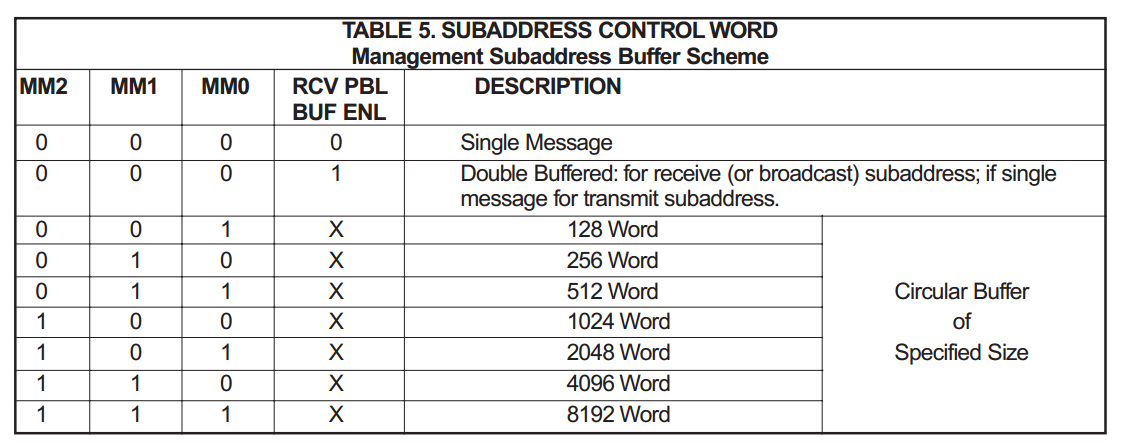 TABLE 5. SUBADDRESS CONTROL WORD
Management Subaddress Buffer Scheme
MM2 MM1 MM0 RCV PBL BUF ENL DESCRIPTION
0 0 0 0 Single Message
0 0 0 1 Double Buffered: for receive (or broadcast) subaddress; if single
message for transmit subaddress.
0 0 1 X 128 Word
0 1 0 X 256 Word
0 1 1 X 512 Word Circular Buffer
1 0 0 X 1024 Word of
1 0 1 X 2048 Word Specified Size
1 1 0 X 4096 Word
1 1 1 X 8192 Word